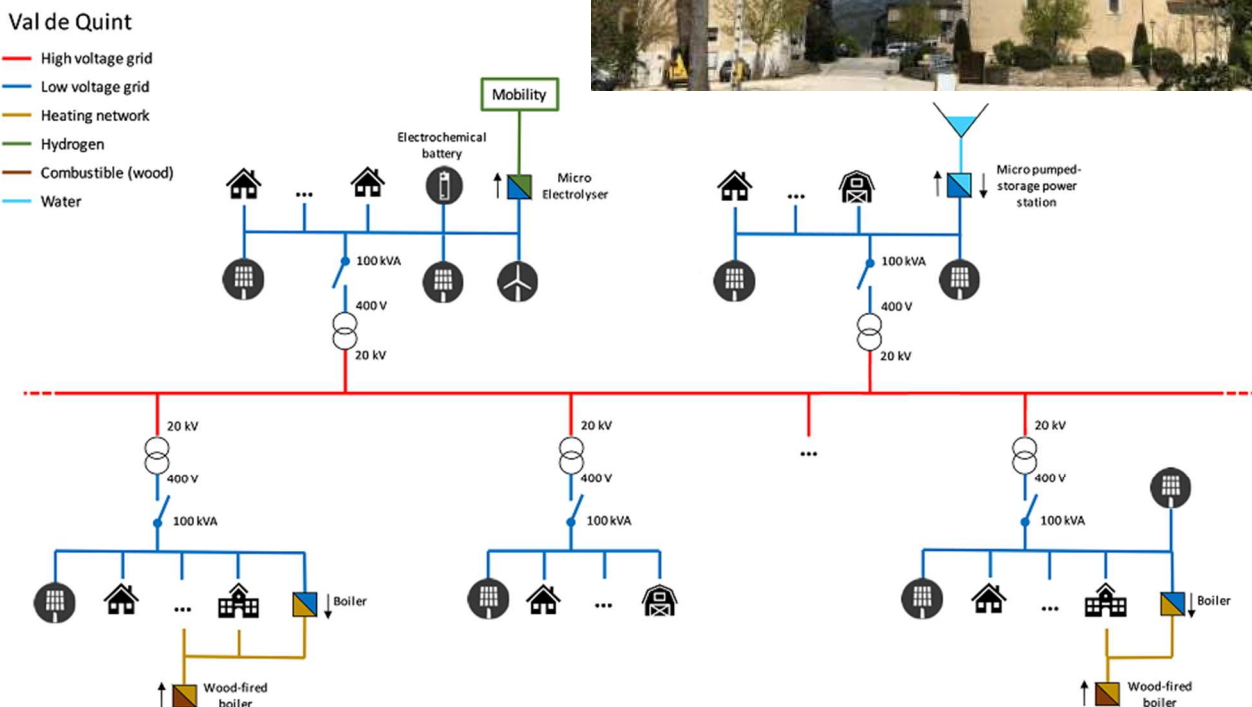 Val de Quint
High voltage grid
Low voltage grid
Heating network
Hydrogen
Combustible (wood)
Water
Mobility
Electrochemical
battery
Micro
Electrolyser
Micro pumped-
storage power
station
...
...
100 kVA
100 kVA
400 V
400 V
20 kV
20 kV
20 kV
20 kV
...
20 kV
400 V
400 V
400 V
100 kVA
100 kVA
100 kVA
...
Boiler
...
...
Boiler
Wood-fired
boiler
Wood-fired
boiler